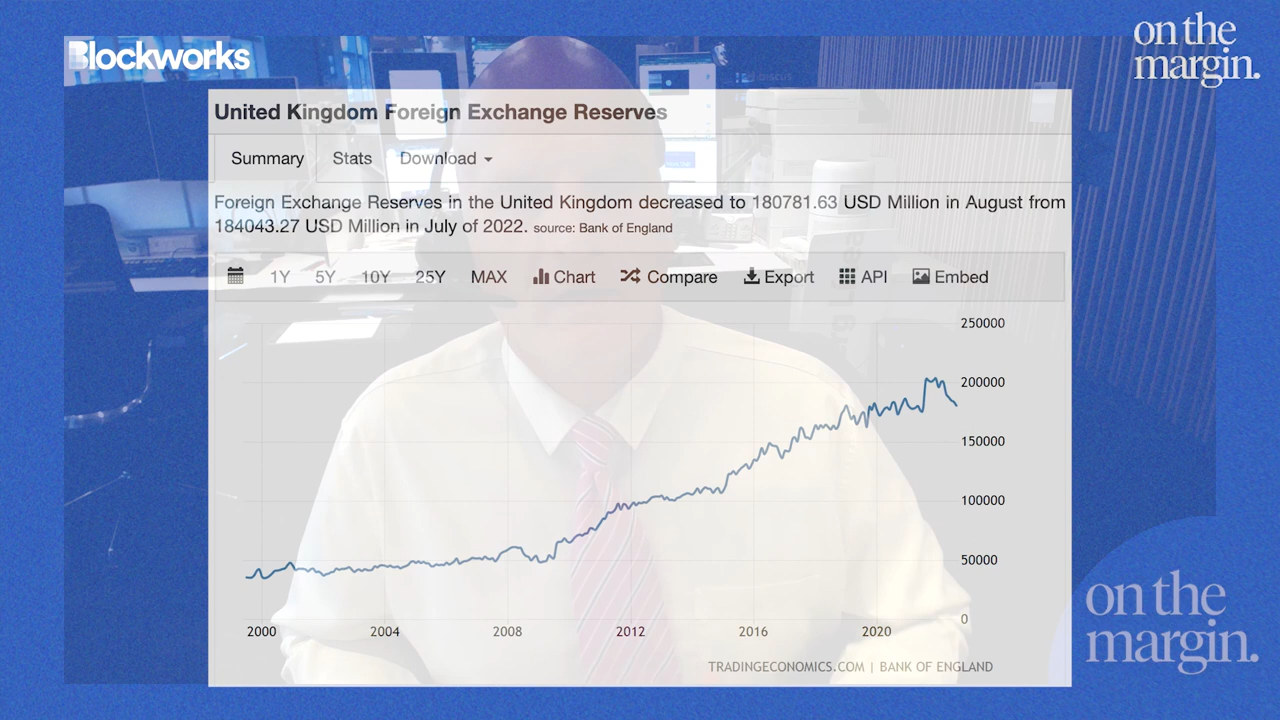 Blockworks
on the
margin.
United Kingdom Foreign Exchange Reserves
Summary Stats Download
Foreign Exchange Reserves in the United Kingdom decreased to 180781.63 USD Million in August from
184043.27 USD Million in July of 2022. source: Bank of England
1Y 5Y 10Y 25Y MAX Chart Compare Export API Embed
250000
200000
150000
100000
50000
0
2000 2004 2008 2012 2016 2020
TRADINGECONOMICS.COM | BANK OF ENGLAND
on the
margin.